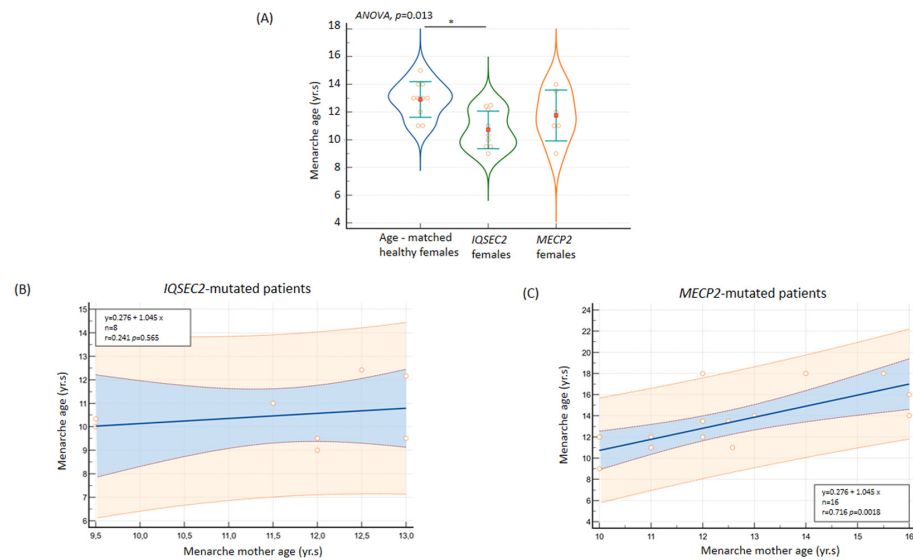 (A)
ANOVA, p=0.013
*
Menarche age (yr.s)
18
16
14
12
10
8
6
4
Age - matched
healthy females
IQSEC2
females
MECP2
females
(B)
IQSEC2-mutated patients
y=0.276 + 1.045 x
n=8
r=0.241 p=0.565
Menarche age (yr.s)
15
14
13
12
11
10
9
8
7
6
9,5 10,0 10,5 11,0 11,5 12,0 12,5 13,0
Menarche mother age (yr.s)
(C)
MECP2-mutated patients
Menarche age (yr.s)
24
22
20
18
16
14
12
10
8
6
4
y=0.276 + 1.045 x
n=16
r=0.716 p=0.0018
10 11 12 13 14 15 16
Menarche mother age (yr.s)